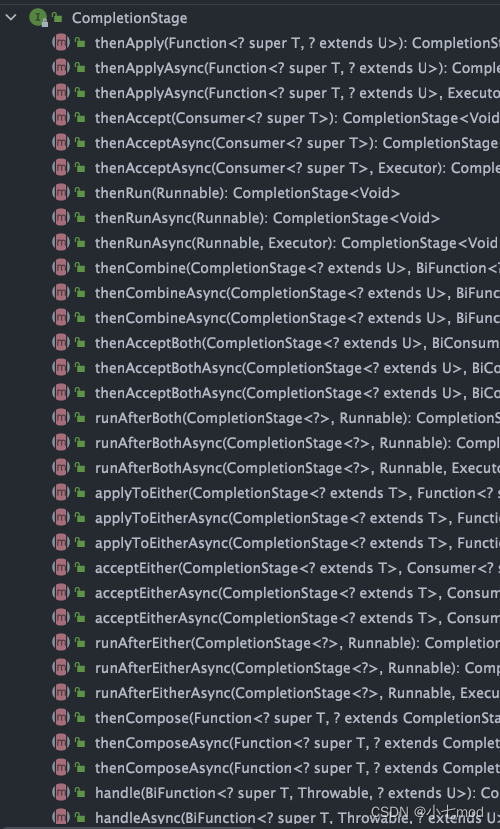 CompletionStage
thenApply(Function<? super T, ? extends U>): CompletionS
thenApplyAsync(Function<? super T, ? extends U>): Comple
thenApplyAsync(Function<? super T, ? extends U>, Executo
thenAccept(Consumer<? super T>): CompletionStage<Void
thenAcceptAsync(Consumer<? super T>): CompletionStage
thenAcceptAsync(Consumer<? super T>, Executor): Comple
thenRun(Runnable): CompletionStage<Void>
thenRunAsync(Runnable): CompletionStage<Void>
thenRunAsync(Runnable, Executor): CompletionStage<Void
thenCombine(CompletionStage<? extends U>, BiFunction<?
thenCombineAsync(CompletionStage<? extends U>, BiFunc
thenCombineAsync(CompletionStage<? extends U>, BiFunc
thenAcceptBoth(CompletionStage<? extends U>, BiConsum
thenAcceptBothAsync(CompletionStage<? extends U>, BiCo
thenAcceptBothAsync(CompletionStage<? extends U>, BiCo
runAfterBoth(CompletionStage<?>, Runnable): CompletionS
runAfterBothAsync(CompletionStage<?>, Runnable): Compl
runAfterBothAsync(CompletionStage<?>, Runnable, Executo
applyToEither(CompletionStage<? extends T>, Function<? s
applyToEitherAsync(CompletionStage<? extends T>, Functi
applyToEitherAsync(CompletionStage<? extends T>, Functi
acceptEither(CompletionStage<? extends T>, Consumer<? s
acceptEitherAsync(CompletionStage<? extends T>, Consum
acceptEitherAsync(CompletionStage<? extends T>, Consum
runAfterEither(CompletionStage<?>, Runnable): Completion
runAfterEitherAsync(CompletionStage<?>, Runnable): Comp
runAfterEitherAsync(CompletionStage<?>, Runnable, Execu
thenCompose(Function<? super T, ? extends CompletionSta
thenComposeAsync(Function<? super T, ? extends Complet
thenComposeAsync(Function<? super T, ? extends Complet
handle(BiFunction<? super T, Throwable, ? extends U>): Co
handleAsync(BiFunction<? super T, Throwable, ? extends U>
CSDN @小七mod